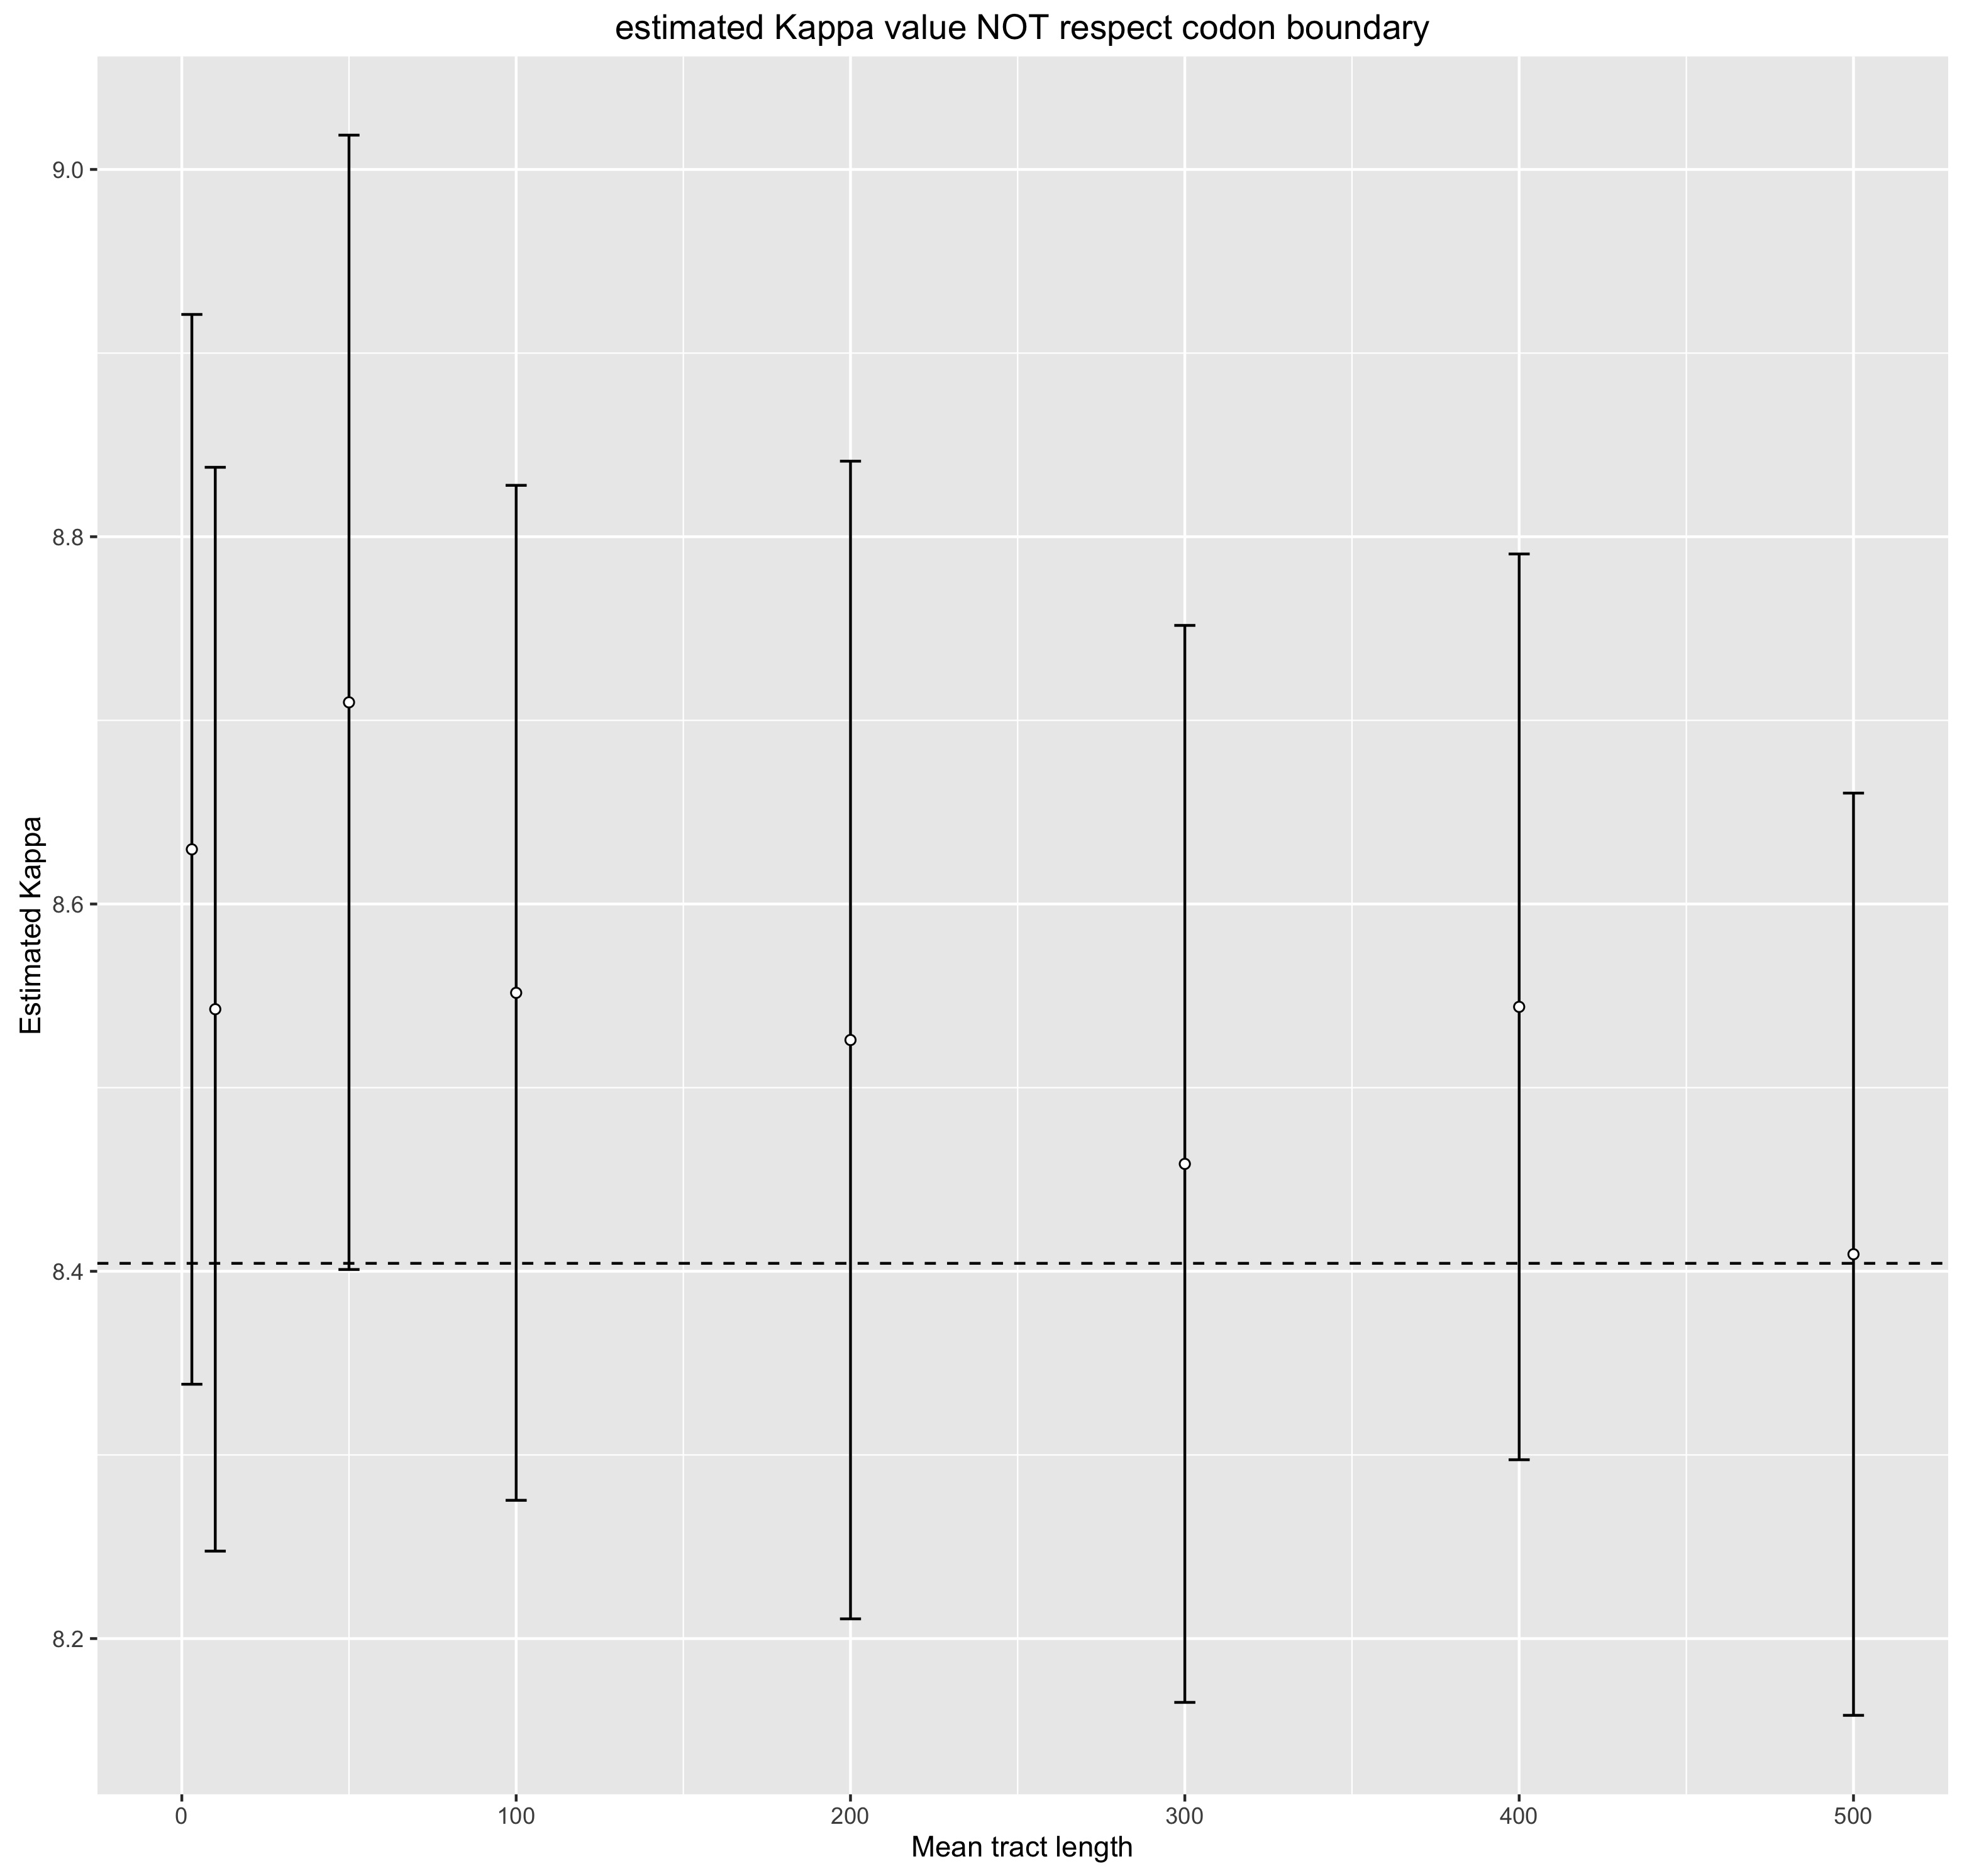 estimated Kappa value NOT respect codon boundary
Estimated Kappa
9.0
8.8
8.6
8.4
8.2
0 100 200 300 400 500
Mean tract length